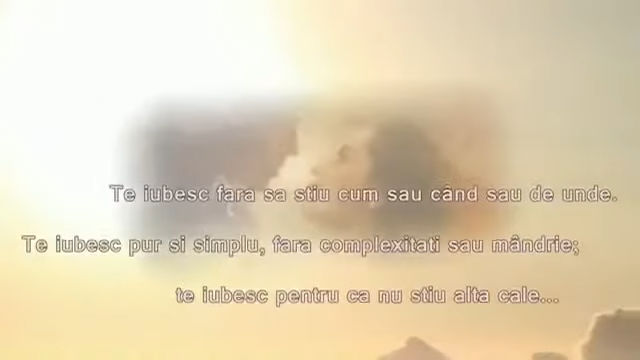 Te iubesc fara sa stiu cum sau când sau de unde.
Te iubesc pur si simplu, fara complexitati sau mândrie;
te iubesc pentru ca nu stiu alta cale...